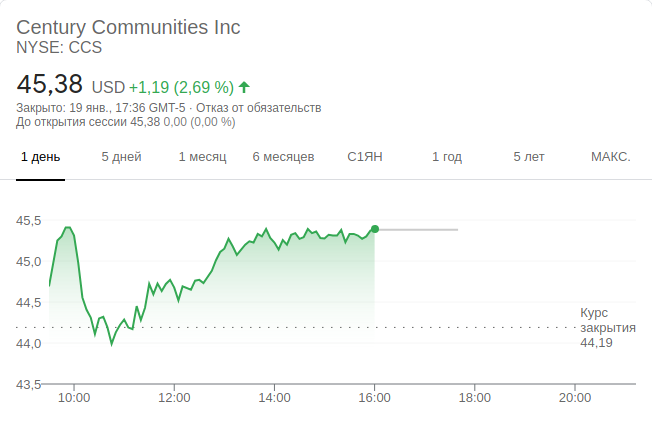 Century Communities Inc
NYSE: CCS
45,38 USD +1,19 (2,69 %)
Закрыто: 19 янв., 17:36 GMT-5 · Отказ от обязательств
До открытия сессии 45,38 0,00 (0,00 %)
1 день 5 дней 1 месяц 6 месяцев С1ЯН 1 год 5 лет МАКС.
45,5
45,0
44,5
Курс
закрытия
44,19
44,0
43,5
10:00 12:00 14:00 16:00 18:00 20:00